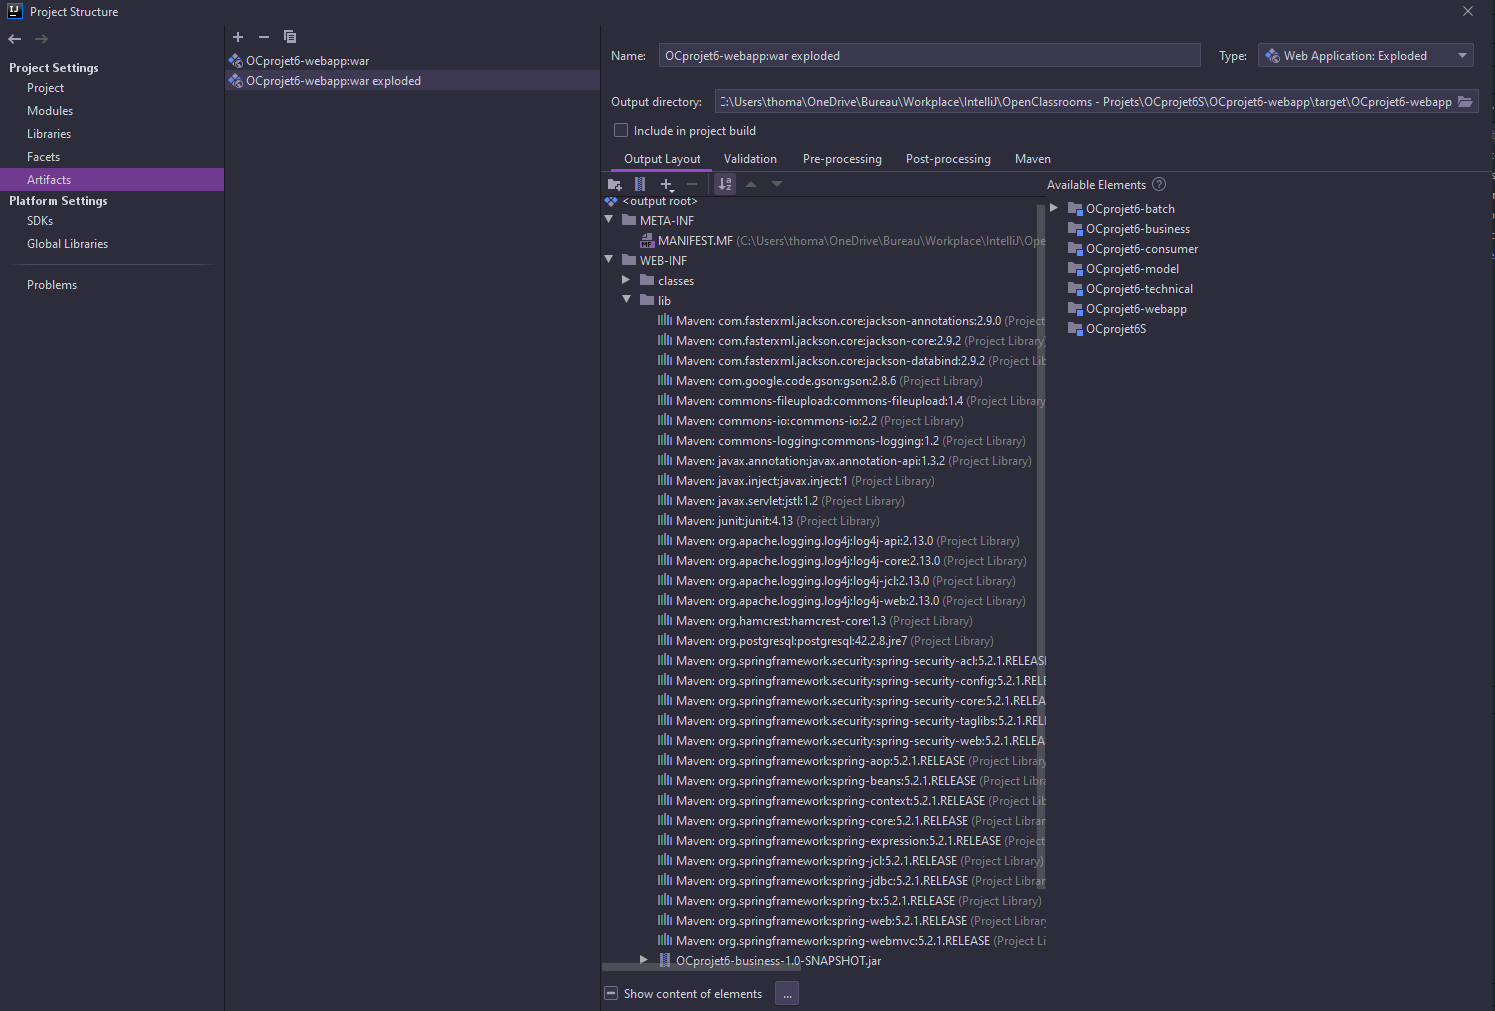 Project Structure
Project Settings
Project
Modules
Libraries
Facets
Artifacts
Platform Settings
SDKs
Global Libraries
Problems
OCprojet6-webapp:war
OCprojet6-webapp:war exploded
Name: OCprojet6-webapp:war exploded
Type: Web Application: Exploded
Output directory: C:\Users\thoma\OneDrive\Bureau\Workplace\IntelliJ\OpenClassrooms - Projets\OCprojet6S\OCprojet6-webapp\target\OCprojet6-webapp
Include in project build
Output Layout Validation Pre-processing Post-processing Maven
<output root>
META-INF
MANIFEST.MF (C:\Users\thoma\OneDrive\Bureau\Workplace\IntelliJ\Ope
WEB-INF
classes
lib
Maven: com.fasterxml.jackson.core:jackson-annotations:2.9.0 (Project
Maven: com.fasterxml.jackson.core:jackson-core:2.9.2 (Project Library)
Maven: com.fasterxml.jackson.core:jackson-databind:2.9.2 (Project Lib
Maven: com.google.code.gson:gson:2.8.6 (Project Library)
Maven: commons-fileupload:commons-fileupload:1.4 (Project Library
Maven: commons-io:commons-io:2.2 (Project Library)
Maven: commons-logging:commons-logging:1.2 (Project Library)
Maven: javax.annotation:javax.annotation-api:1.3.2 (Project Library)
Maven: javax.inject:javax.inject:1 (Project Library)
Maven: javax.servlet:jstl:1.2 (Project Library)
Maven: junit:junit:4.13 (Project Library)
Maven: org.apache.logging.log4j:log4j-api:2.13.0 (Project Library)
Maven: org.apache.logging.log4j:log4j-core:2.13.0 (Project Library)
Maven: org.apache.logging.log4j:log4j-jcl:2.13.0 (Project Library)
Maven: org.apache.logging.log4j:log4j-web:2.13.0 (Project Library)
Maven: org.hamcrest:hamcrest-core:1.3 (Project Library)
Maven: org.postgresql:postgresql:42.2.8.jre7 (Project Library)
Maven: org.springframework.security:spring-security-acl:5.2.1.RELEASE
Maven: org.springframework.security:spring-security-config:5.2.1.RELE
Maven: org.springframework.security:spring-security-core:5.2.1.RELEA
Maven: org.springframework.security:spring-security-taglibs:5.2.1.REL
Maven: org.springframework.security:spring-security-web:5.2.1.RELEA
Maven: org.springframework:spring-aop:5.2.1.RELEASE (Project Library
Maven: org.springframework:spring-beans:5.2.1.RELEASE (Project Libra
Maven: org.springframework:spring-context:5.2.1.RELEASE (Project Lib
Maven: org.springframework:spring-core:5.2.1.RELEASE (Project Librar
Maven: org.springframework:spring-expression:5.2.1.RELEASE (Project
Maven: org.springframework:spring-jcl:5.2.1.RELEASE (Project Library)
Maven: org.springframework:spring-jdbc:5.2.1.RELEASE (Project Librar
Maven: org.springframework:spring-tx:5.2.1.RELEASE (Project Library)
Maven: org.springframework:spring-web:5.2.1.RELEASE (Project Library
Maven: org.springframework:spring-webmvc:5.2.1.RELEASE (Project Li
OCprojet6-business-1.0-SNAPSHOT.jar
Show content of elements ...
Available Elements ?
OCprojet6-batch
OCprojet6-business
OCprojet6-consumer
OCprojet6-model
OCprojet6-technical
OCprojet6-webapp
OCprojet6S